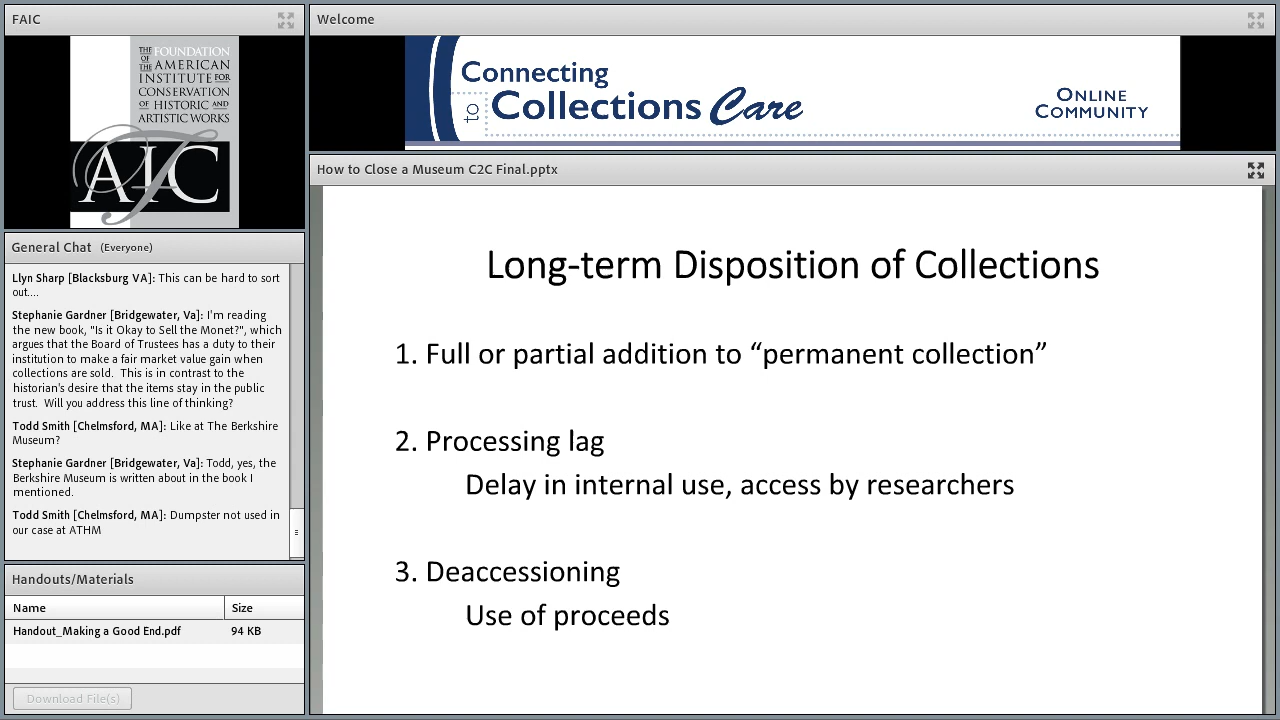 FAIC
THE FOUNDATION
OF THE AMERICAN
INSTITUTE FOR
CONSERVATION
OF HISTORIC AND
ARTISTIC WORKS
AIC
General Chat (Everyone)
Llyn Sharp [Blacksburg VA]: This can be hard to sort
out....
Stephanie Gardner [Bridgewater, Va]: I'm reading
the new book, "Is it Okay to Sell the Monet?", which
argues that the Board of Trustees has a duty to their
institution to make a fair market value gain when
collections are sold. This is in contrast to the
historian's desire that the items stay in the public
trust. Will you address this line of thinking?
Todd Smith [Chelmsford, MA]: Like at The Berkshire
Museum?
Stephanie Gardner [Bridgewater, Va]: Todd, yes, the
Berkshire Museum is written about in the book I
mentioned.
Todd Smith [Chelmsford, MA]: Dumpster not used in
our case at ATHM
Handouts/Materials
Name Size
Handout_Making a Good End.pdf 94 KB
Download File(s)
Welcome
Connecting
to Collections Care
ONLINE
COMMUNITY
How to Close a Museum C2C Final.pptx
Long-term Disposition of Collections
1. Full or partial addition to “permanent collection”
2. Processing lag
Delay in internal use, access by researchers
3. Deaccessioning
Use of proceeds